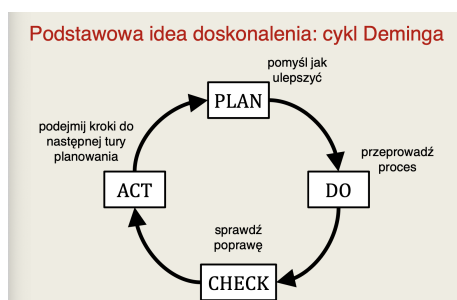 Podstawowa idea doskonalenia: cykl Deminga
pomyśl jak
ulepszyć
PLAN
podejmij kroki do
następnej tury
planowania
przeprowadź
proces
ACT
DO
sprawdź
poprawę
CHECK